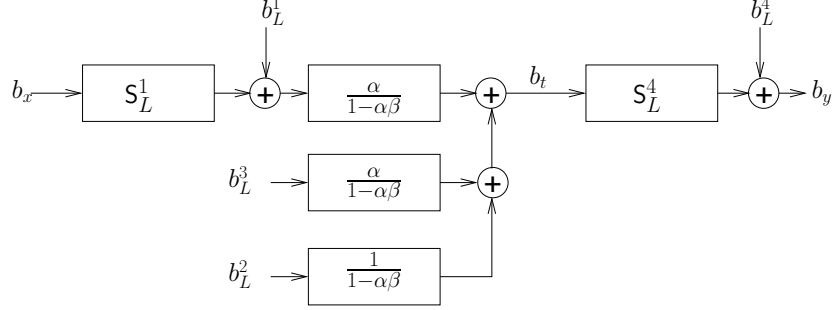 b_L^1 b_L^4
b_x S_L^1 + α/(1−αβ) + b_t S_L^4 + b_y
b_L^3 α/(1−αβ) +
b_L^2 1/(1−αβ)